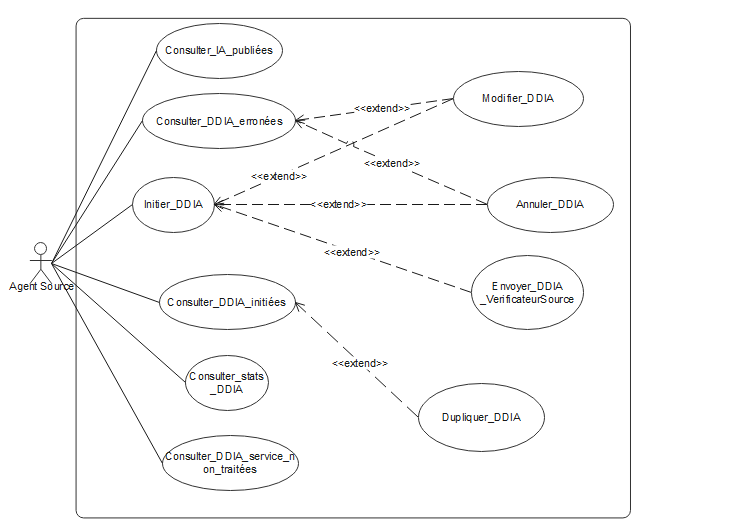 Consulter_IA_publiées
Modifier_DDIA
<<extend>>
Consulter_DDIA_erronées
<<extend>>
<<extend>>
Initier_DDIA
<<extend>>
Annuler_DDIA
<<extend>>
Agent Source
Envoyer_DDIA
_VerificateurSource
Consulter_DDIA_initiées
<<extend>>
Consulter_stats
_DDIA
Dupliquer_DDIA
Consulter_DDIA_service_n
on_traitées